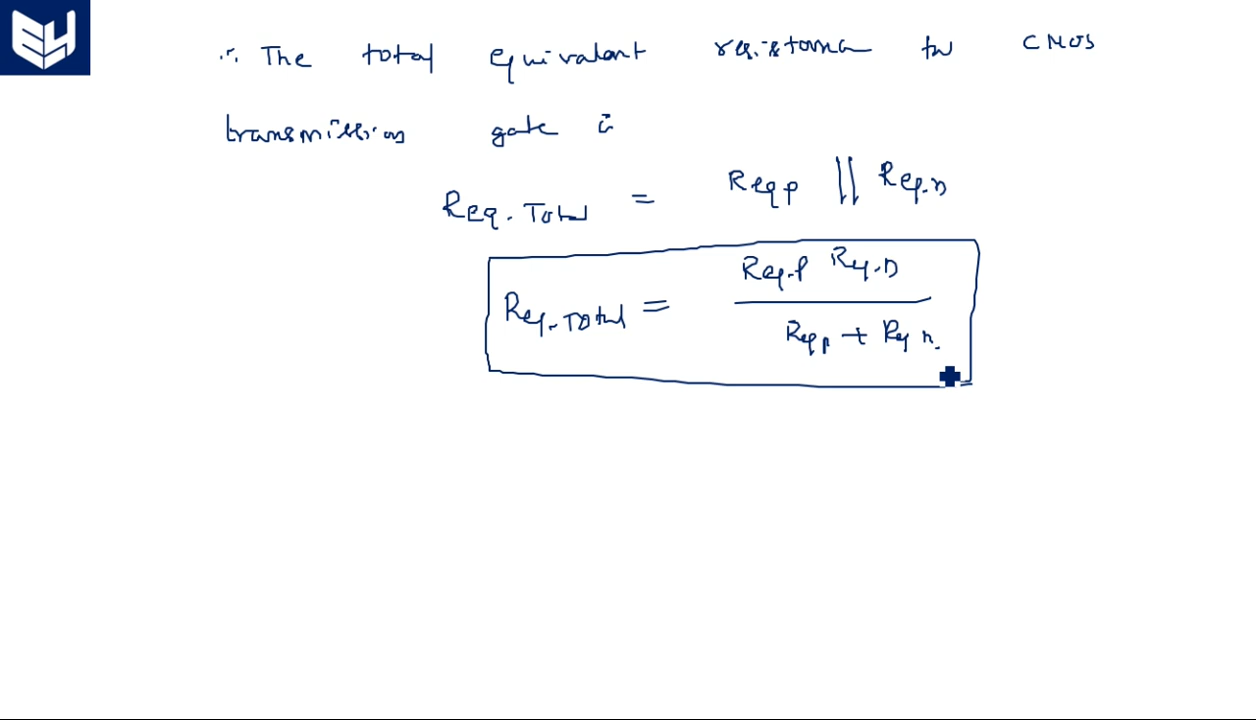 ∴ The total equivalent resistance for CMOS
transmission gate is
Req.Total = Req p || Req.n
Req.Total = Req.p Req.n / Req p + Req n.